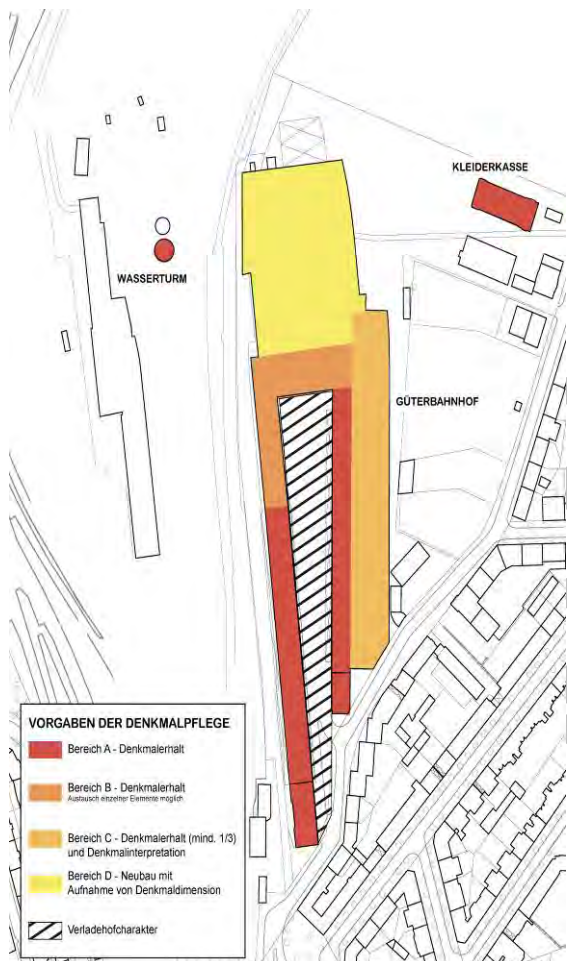 KLEIDERKASSE
WASSERTURM
GÜTERBAHNHOF
VORGABEN DER DENKMALPFLEGE
Bereich A - Denkmalerhalt
Bereich B - Denkmalerhalt
Austausch einzelner Elemente möglich
Bereich C - Denkmalerhalt (mind. 1/3)
und Denkmalinterpretation
Bereich D - Neubau mit
Aufnahme von Denkmaldimension
Verladehofcharakter